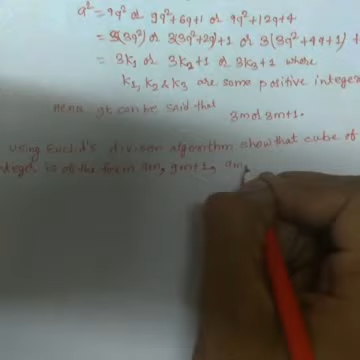 a² = 9q² or 9q²+6q+1 or 9q²+12q+4
= 3(3q²) or 3(3q²+2q)+1 or 3(3q²+4q+1)+
= 3k₁ or 3k₂+1 or 3k₃+1 where
k₁, k₂ & k₃ are some positive integer
Hence it can be said that
3m or 3m+1.
using Euclid's division algorithm show that cube of
integer is of the form 9m, 9m+1, 9m